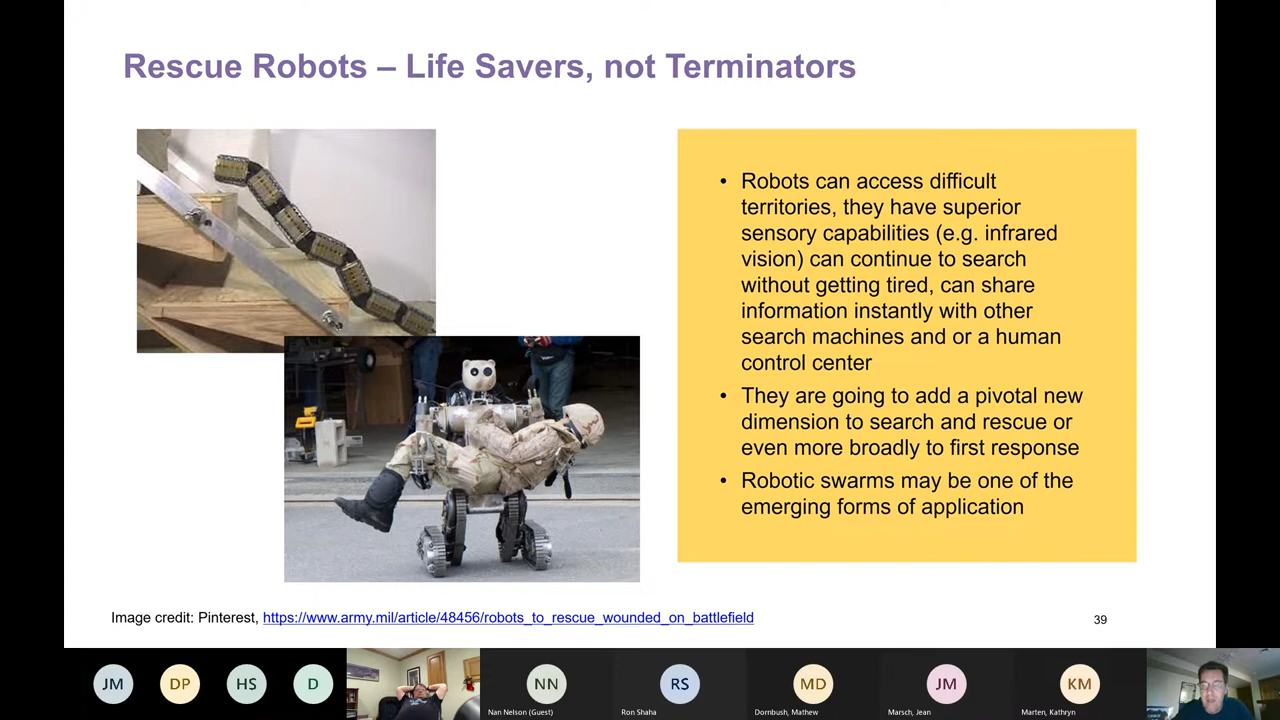 Rescue Robots – Life Savers, not Terminators
• Robots can access difficult
territories, they have superior
sensory capabilities (e.g. infrared
vision) can continue to search
without getting tired, can share
information instantly with other
search machines and or a human
control center
• They are going to add a pivotal new
dimension to search and rescue or
even more broadly to first response
• Robotic swarms may be one of the
emerging forms of application
Image credit: Pinterest, https://www.army.mil/article/48456/robots_to_rescue_wounded_on_battlefield
39
JM
DP
HS
D
NN
RS
MD
JM
KM
Nan Nelson (Guest)
Ron Shaha
Dornbush, Mathew
Marsch, Jean
Marten, Kathryn